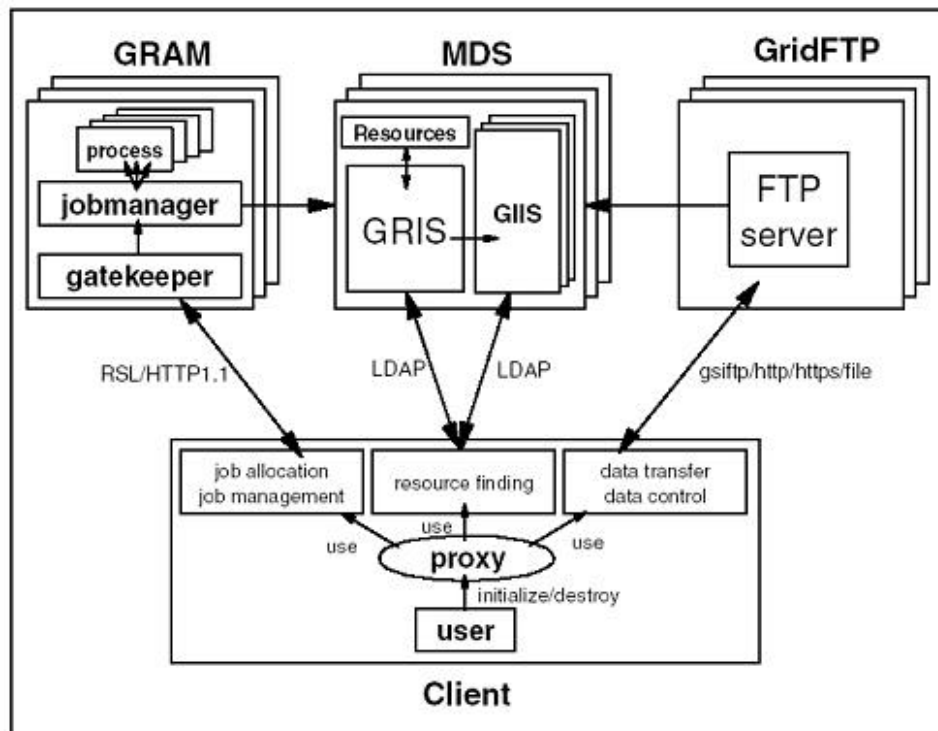 GRAM
MDS
GridFTP
process
jobmanager
gatekeeper
Resources
GRIS
GIIS
FTP
server
RSL/HTTP1.1
LDAP
LDAP
gsiftp/http/https/file
job allocation
job management
resource finding
data transfer
data control
use
use
use
proxy
initialize/destroy
user
Client